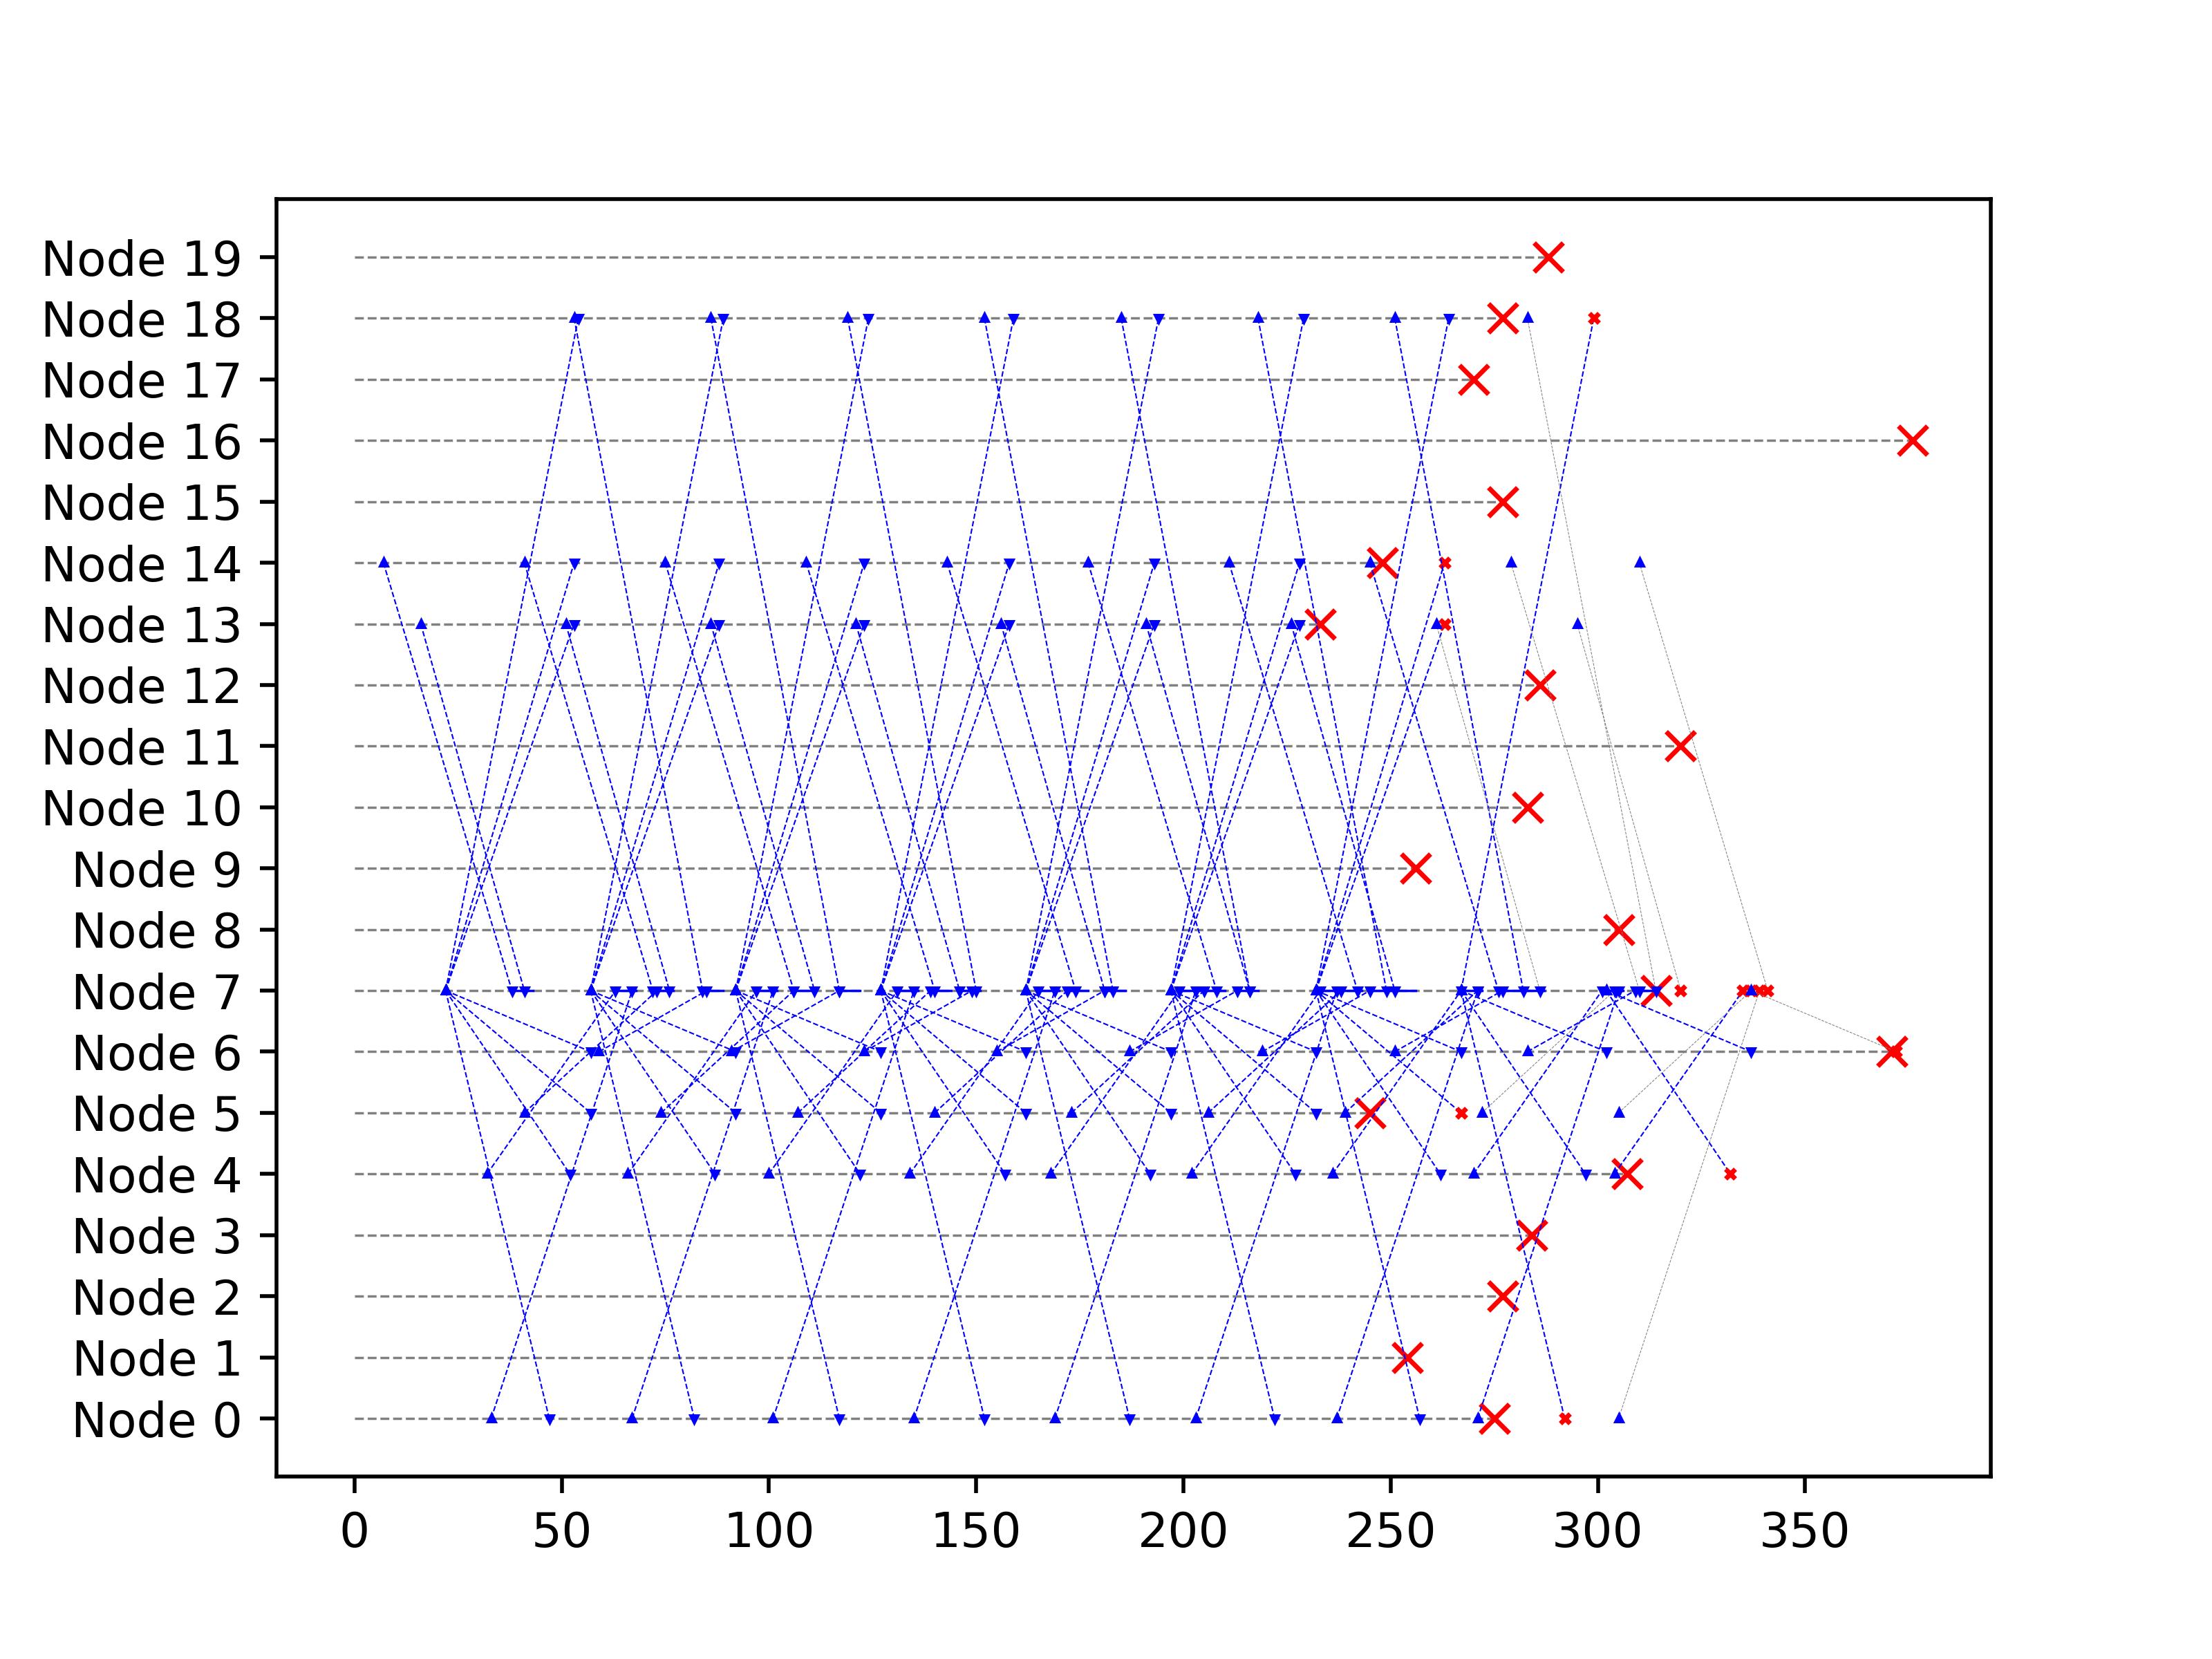 Node 19
Node 18
Node 17
Node 16
Node 15
Node 14
Node 13
Node 12
Node 11
Node 10
Node 9
Node 8
Node 7
Node 6
Node 5
Node 4
Node 3
Node 2
Node 1
Node 0
0 50 100 150 200 250 300 350